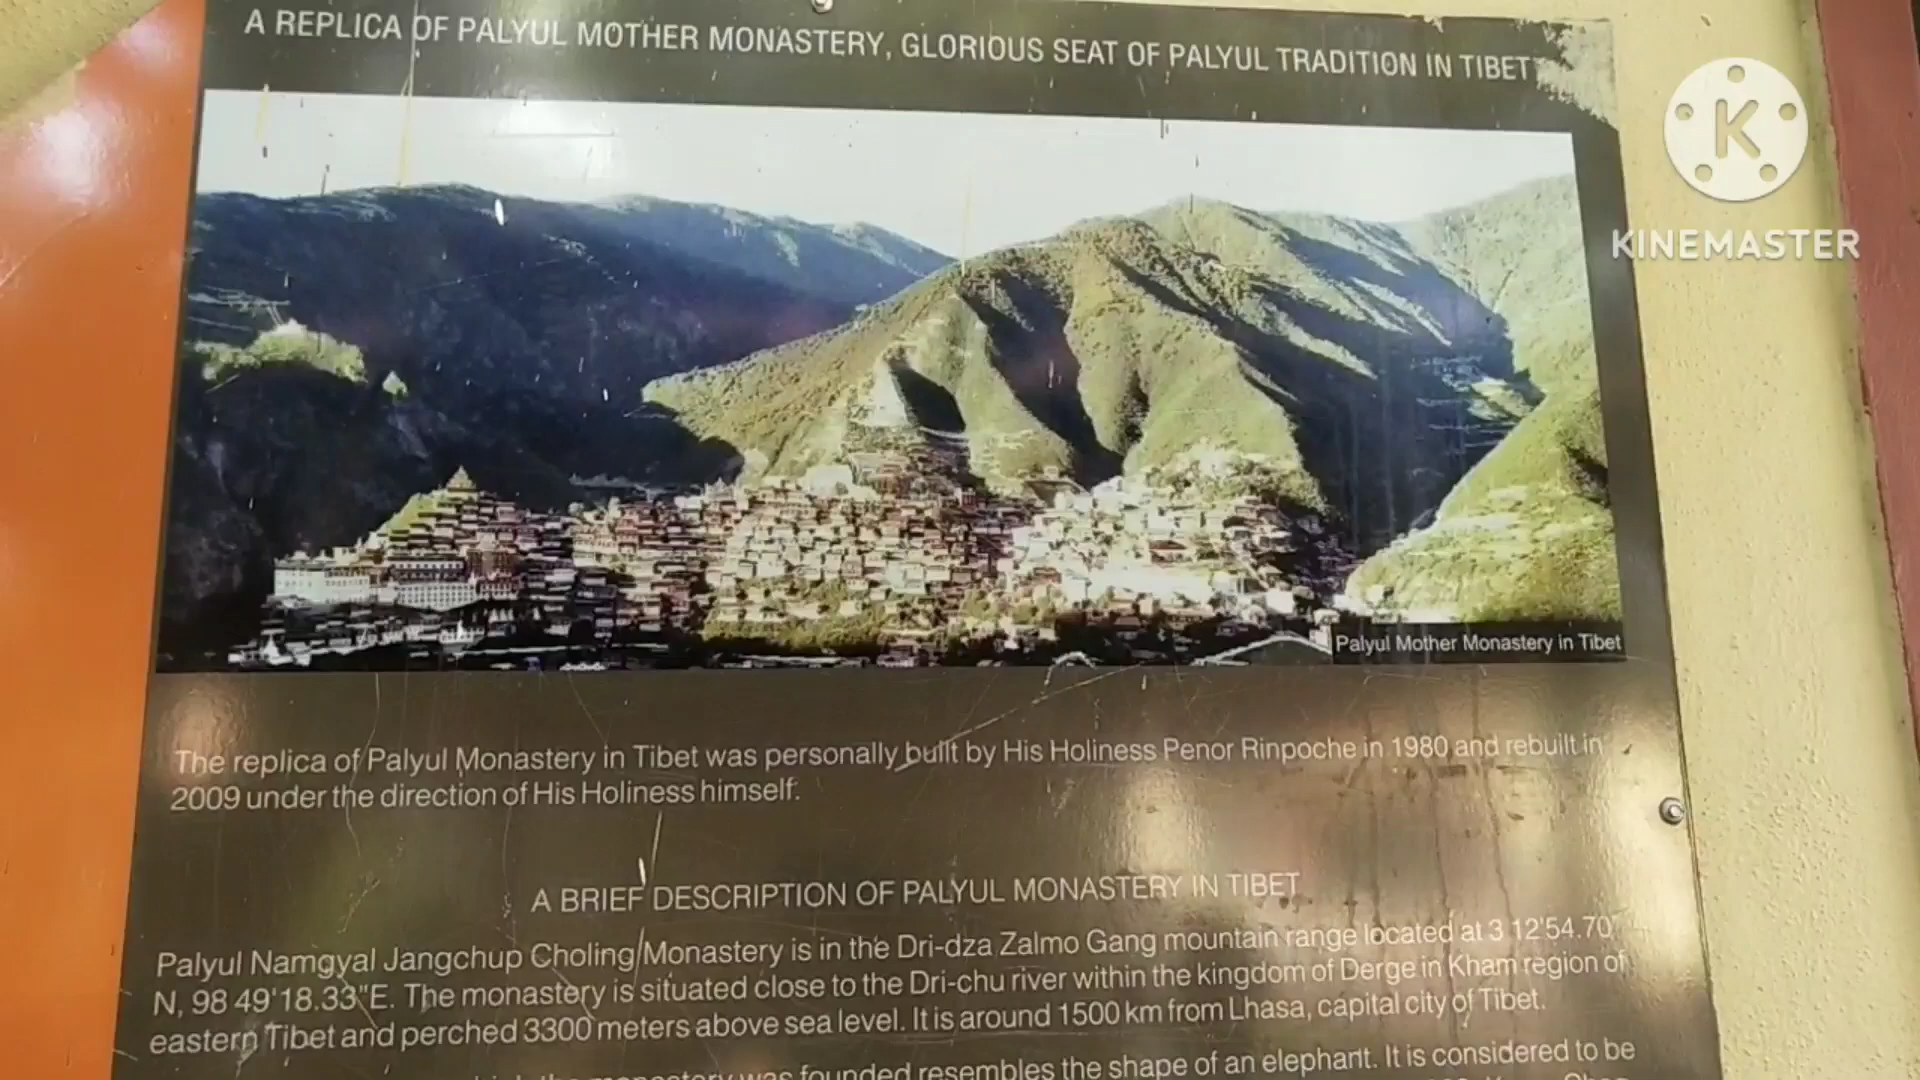 A REPLICA OF PALYUL MOTHER MONASTERY, GLORIOUS SEAT OF PALYUL TRADITION IN TIBET
K
KINEMASTER
Palyul Mother Monastery in Tibet
The replica of Palyul Monastery in Tibet was personally built by His Holiness Penor Rinpoche in 1980 and rebuilt in
2009 under the direction of His Holiness himself.
A BRIEF DESCRIPTION OF PALYUL MONASTERY IN TIBET
Palyul Namgyal Jangchup Choling Monastery is in the Dri-dza Zalmo Gang mountain range located at 3 12'54.70"
N, 98 49'18.33"E. The monastery is situated close to the Dri-chu river within the kingdom of Derge in Kham region of
eastern Tibet and perched 3300 meters above sea level. It is around 1500 km from Lhasa, capital city of Tibet.
the monastery was founded resembles the shape of an elephant. It is considered to be